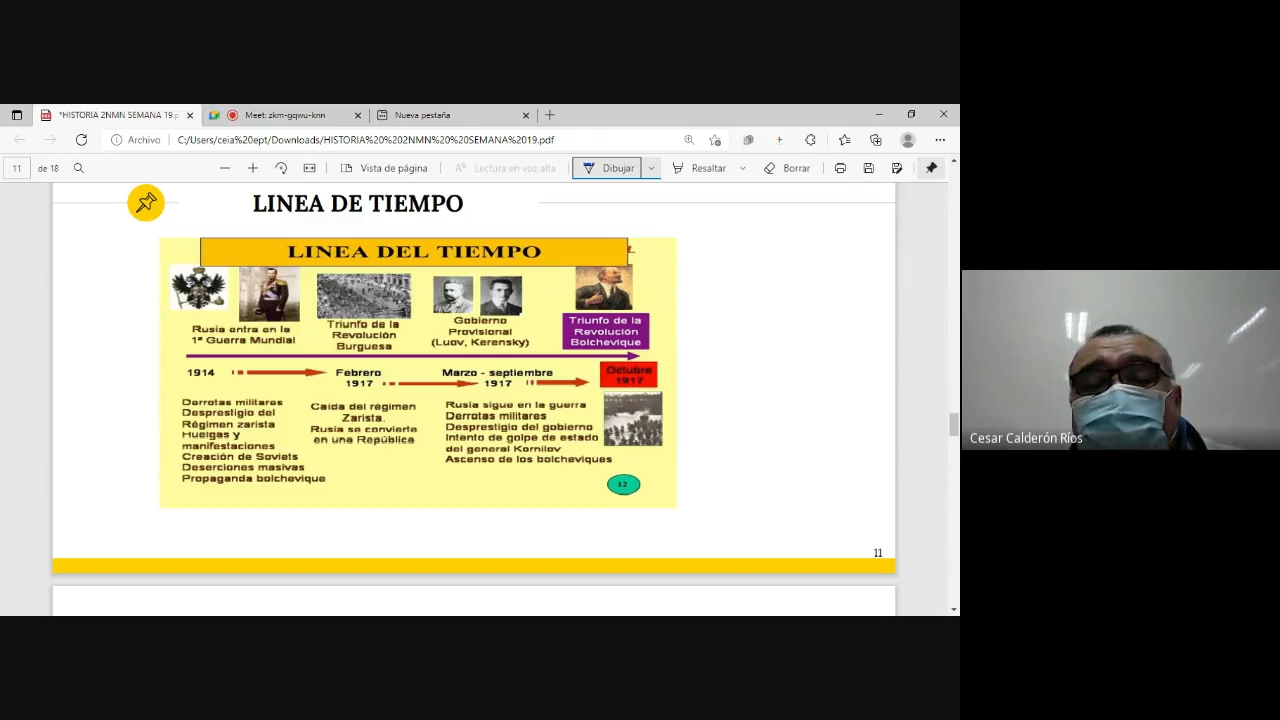 *HISTORIA 2NMN SEMANA 19.p
Meet: zkm-gqwu-knn
Nueva pestaña
Archivo
C:/Users/ceia%20ept/Downloads/HISTORIA%20%202NMN%20%20SEMANA%2019.pdf
11 de 18
Vista de página
Lectura en voz alta
Dibujar
Resaltar
Borrar
LINEA DE TIEMPO
LINEA DEL TIEMPO
L
Rusia entra en la
1ª Guerra Mundial
Triunfo de la
Revolución
Burguesa
Gobierno
Provisional
(Luov, Kerensky)
Triunfo de la
Revolución
Bolchevique
1914
Febrero
1917
Marzo - septiembre
1917
Octubre
1917
Derrotas militares
Desprestigio del
Régimen zarista
Huelgas y
manifestaciones
Creación de Soviets
Deserciones masivas
Propaganda bolchevique
Caída del régimen
Zarista.
Rusia se convierte
en una República
Rusia sigue en la guerra
Derrotas militares
Desprestigio del gobierno
Intento de golpe de estado
del general Kornilov
Ascenso de los bolcheviques
12
11
Cesar Calderón Ríos